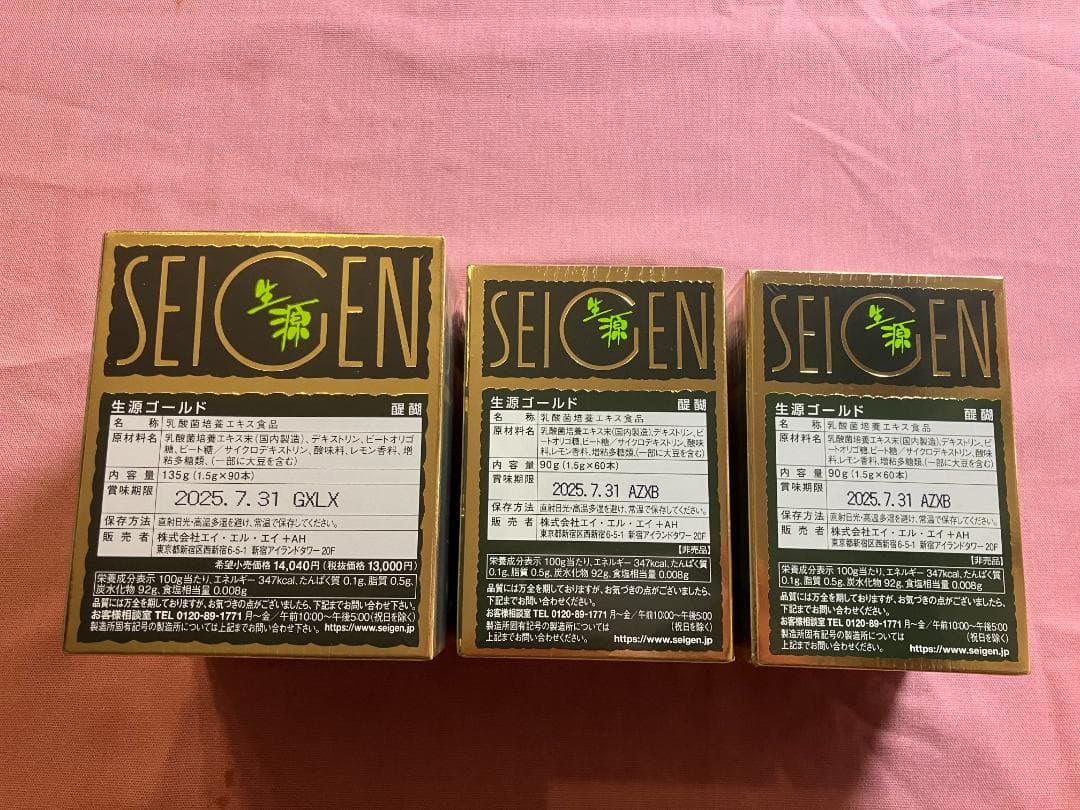 SEIGEN
生源
生源ゴールド 醍醐
名 称 乳酸菌培養エキス食品
原材料名 乳酸菌培養エキス末(国内製造)、デキストリン、ビートオリゴ
糖、ビート糖／サイクロデキストリン、酸味料、レモン香料、増
粘多糖類、(一部に大豆を含む)
内容量 135g(1.5g×90本)
賞味期限 2025.7.31 GXLX
保存方法 直射日光・高温多湿を避け、常温で保存してください。
販売者 株式会社エイ・エル・エイ +AH
東京都新宿区西新宿6-5-1 新宿アイランドタワー 20F
希望小売価格 14,040円(税抜価格 13,000円)
栄養成分表示 100g当たり、エネルギー 347kcal、たんぱく質
0.1g、脂質 0.5g、炭水化物 92g、食塩相当量 0.008g
品質には万全を期しておりますが、お気づきの点がございましたら、
下記までお問い合わせ下さい。
お客様相談室 TEL 0120-89-1771 月〜金／午前10:00〜午後5:00(祝日を除く)
製造所固有記号の製造所については上記までお問い合わせ下さい。 https://www.seigen.jp
SEIGEN
生源
生源ゴールド 醍醐
名 称 乳酸菌培養エキス食品
原材料名 乳酸菌培養エキス末(国内製造)、デキストリン、ビ
ートオリゴ糖、ビート糖／サイクロデキストリン、酸味
料、レモン香料、増粘多糖類、(一部に大豆を含む)
内容量 90g(1.5g×60本)
賞味期限 2025.7.31 AZXB
保存方法 直射日光・高温多湿を避け、常温で保存してください。
販売者 株式会社エイ・エル・エイ +AH
東京都新宿区西新宿6-5-1 新宿アイランドタワー 20F
【非売品】
栄養成分表示 100g当たり、エネルギー 347kcal、たんぱく質
0.1g、脂質 0.5g、炭水化物 92g、食塩相当量 0.008g
品質には万全を期しておりますが、お気づきの点がございましたら、
下記までお問い合わせください。
お客様相談室 TEL 0120-89-1771 月〜金／午前10:00〜午後5:00
製造所固有記号の製造所については (祝日を除く)
上記までお問い合わせ下さい。 https://www.seigen.jp
SEIGEN
生源
生源ゴールド 醍醐
名 称 乳酸菌培養エキス食品
原材料名 乳酸菌培養エキス末(国内製造)、デキストリン、ビ
ートオリゴ糖、ビート糖／サイクロデキストリン、酸味
料、レモン香料、増粘多糖類、(一部に大豆を含む)
内容量 90g(1.5g×60本)
賞味期限 2025.7.31 AZXB
保存方法 直射日光・高温多湿を避け、常温で保存してください。
販売者 株式会社エイ・エル・エイ +AH
東京都新宿区西新宿6-5-1 新宿アイランドタワー 20F
【非売品】
栄養成分表示 100g当たり、エネルギー 347kcal、たんぱく質
0.1g、脂質 0.5g、炭水化物 92g、食塩相当量 0.008g
品質には万全を期しておりますが、お気づきの点がございましたら、
下記までお問い合わせください。
お客様相談室 TEL 0120-89-1771 月〜金／午前10:00〜午後5:00
製造所固有記号の製造所については (祝日を除く)
上記までお問い合わせ下さい。 https://www.seigen.jp